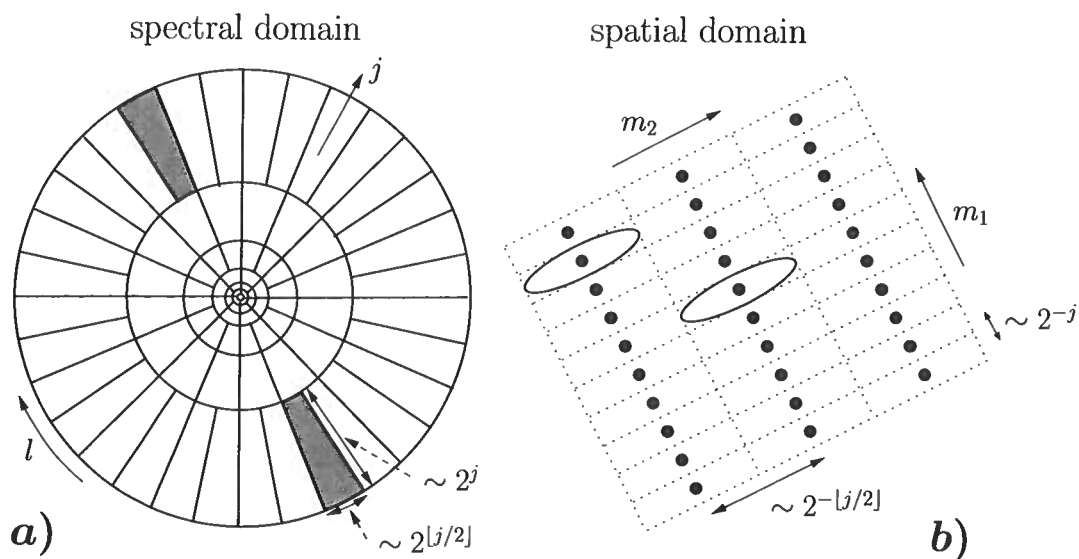 spectral domain
spatial domain
j
m₂
m₁
∼ 2^{-j}
l
∼ 2^{j}
∼ 2^{⌊j/2⌋}
∼ 2^{-⌊j/2⌋}
a)
b)